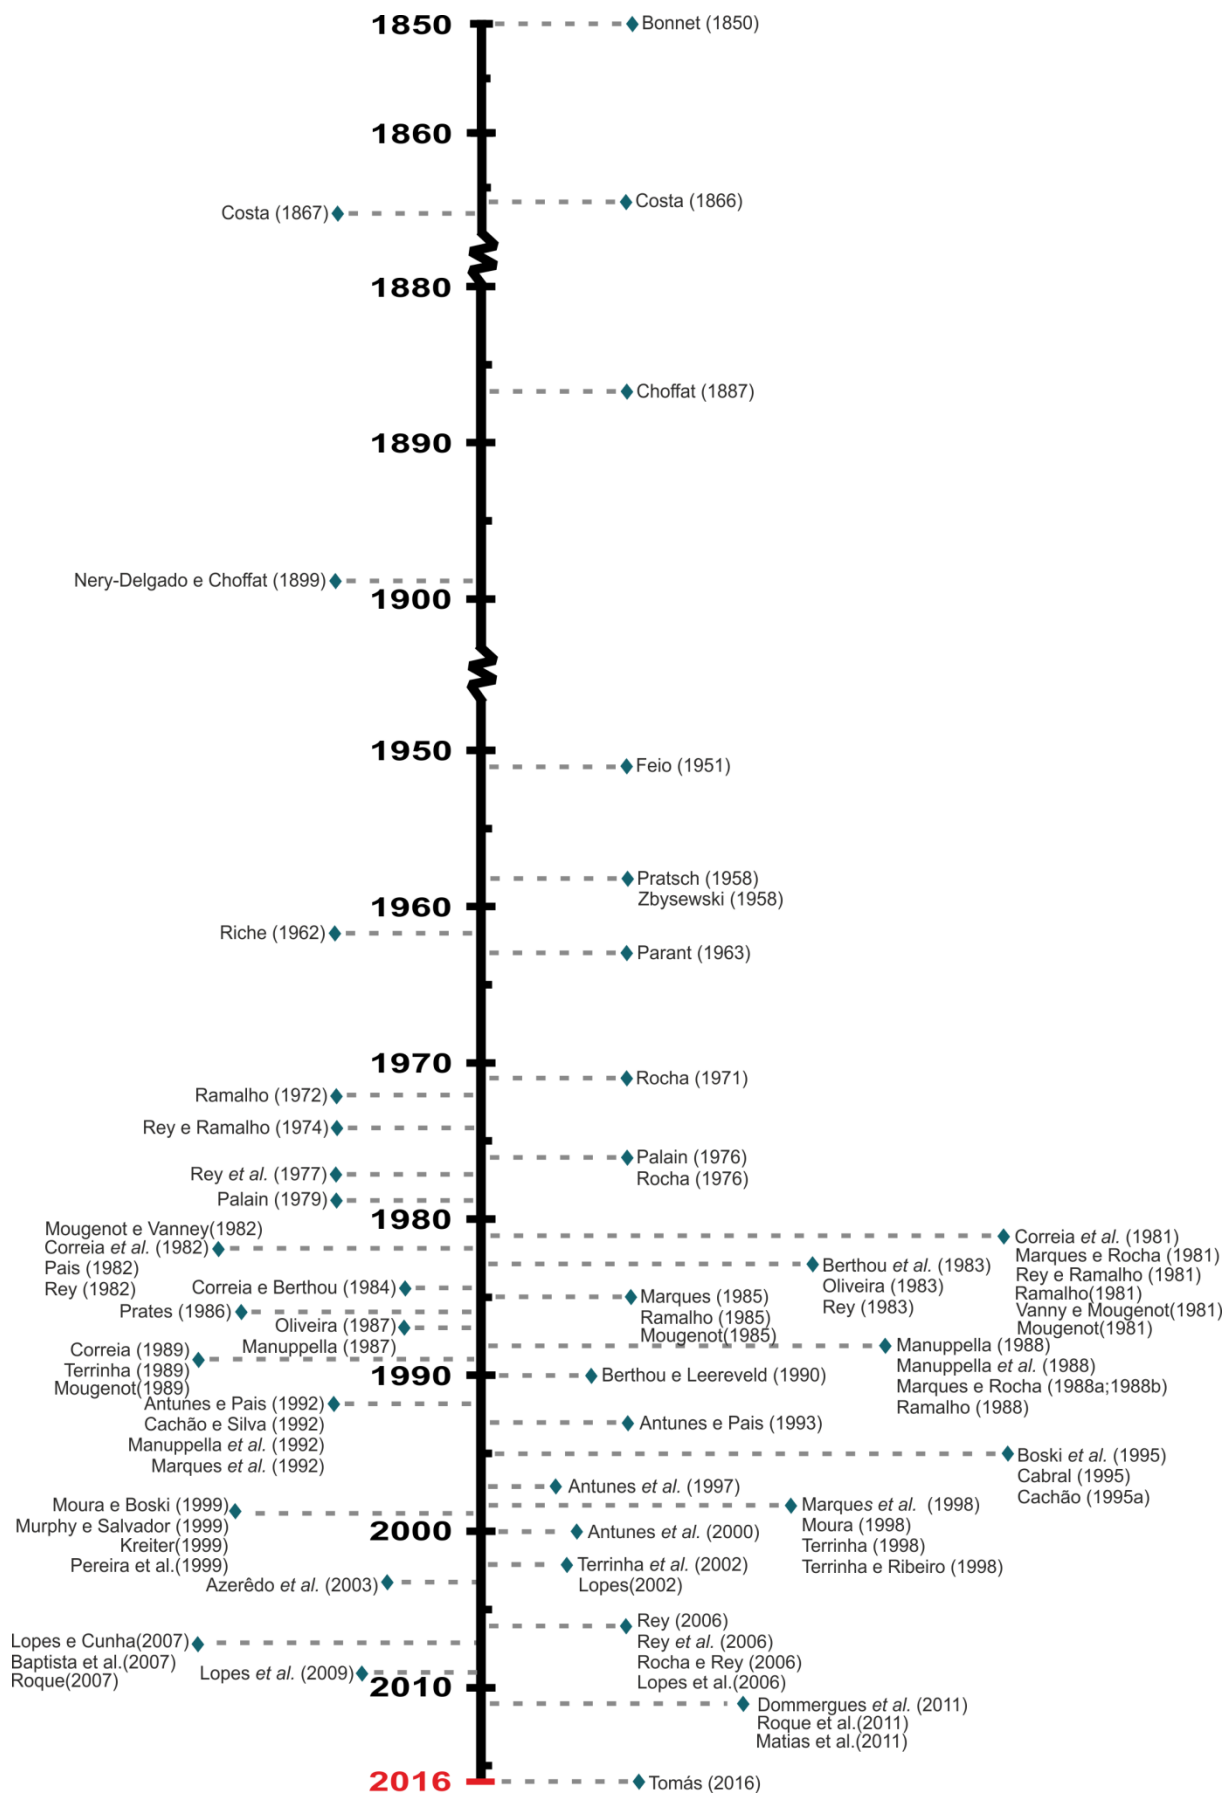 1850
Bonnet (1850)
1860
Costa (1866)
Costa (1867)
1880
Choffat (1887)
1890
Nery-Delgado e Choffat (1899)
1900
1950
Feio (1951)
Pratsch (1958)
Zbysewski (1958)
1960
Riche (1962)
Parant (1963)
1970
Rocha (1971)
Ramalho (1972)
Rey e Ramalho (1974)
Palain (1976)
Rocha (1976)
Rey et al. (1977)
Palain (1979)
1980
Mougenot e Vanney(1982)
Correia et al. (1982)
Pais (1982)
Rey (1982)
Correia et al. (1981)
Marques e Rocha (1981)
Rey e Ramalho (1981)
Ramalho(1981)
Vanny e Mougenot(1981)
Mougenot(1981)
Berthou et al. (1983)
Oliveira (1983)
Rey (1983)
Correia e Berthou (1984)
Marques (1985)
Ramalho (1985)
Mougenot(1985)
Prates (1986)
Oliveira (1987)
Manuppella (1987)
Manuppella (1988)
Manuppella et al. (1988)
Marques e Rocha (1988a;1988b)
Ramalho (1988)
Correia (1989)
Terrinha (1989)
Mougenot(1989)
1990
Berthou e Leereveld (1990)
Antunes e Pais (1992)
Cachão e Silva (1992)
Manuppella et al. (1992)
Marques et al. (1992)
Antunes e Pais (1993)
Boski et al. (1995)
Cabral (1995)
Cachão (1995a)
Antunes et al. (1997)
Marques et al. (1998)
Moura (1998)
Terrinha (1998)
Terrinha e Ribeiro (1998)
Moura e Boski (1999)
Murphy e Salvador (1999)
Kreiter(1999)
Pereira et al.(1999)
2000
Antunes et al. (2000)
Terrinha et al. (2002)
Lopes(2002)
Azerêdo et al. (2003)
Rey (2006)
Rey et al. (2006)
Rocha e Rey (2006)
Lopes et al.(2006)
Lopes e Cunha(2007)
Baptista et al.(2007)
Roque(2007)
Lopes et al. (2009)
2010
Dommergues et al. (2011)
Roque et al.(2011)
Matias et al.(2011)
2016
Tomás (2016)